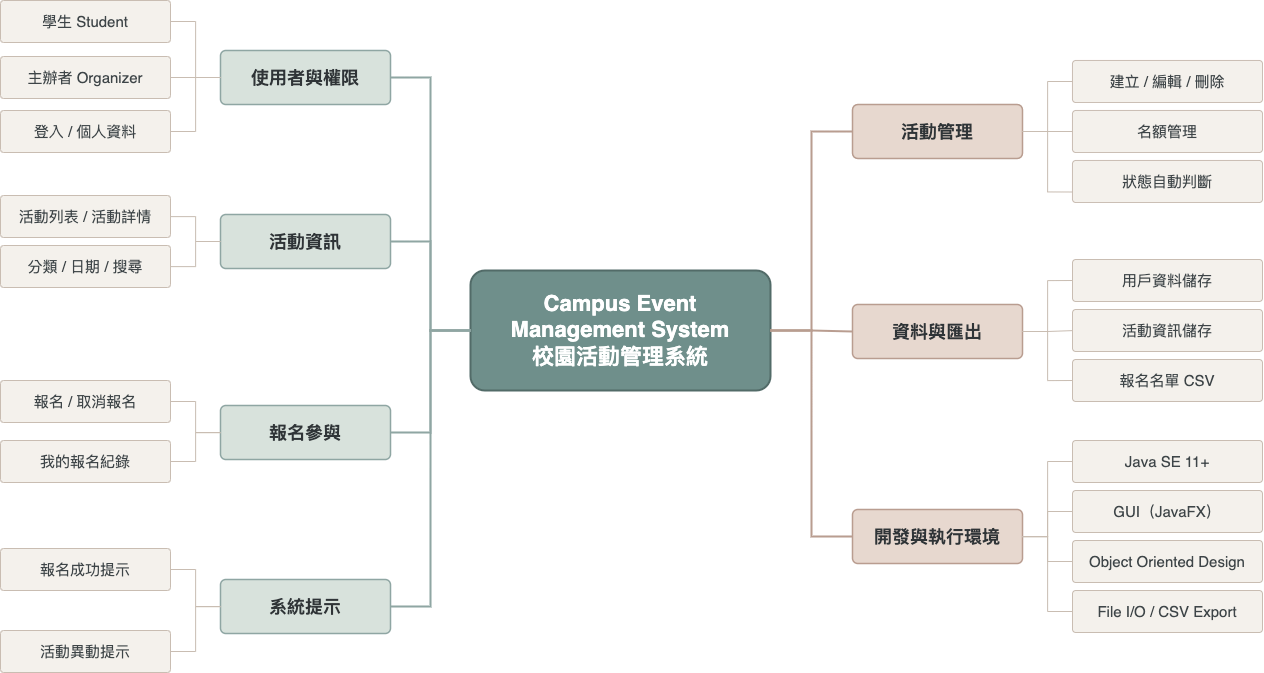 Campus Event
Management System
校園活動管理系統
使用者與權限
學生 Student
主辦者 Organizer
登入 / 個人資料
活動資訊
活動列表 / 活動詳情
分類 / 日期 / 搜尋
報名參與
報名 / 取消報名
我的報名紀錄
系統提示
報名成功提示
活動異動提示
活動管理
建立 / 編輯 / 刪除
名額管理
狀態自動判斷
資料與匯出
用戶資料儲存
活動資訊儲存
報名名單 CSV
開發與執行環境
Java SE 11+
GUI（JavaFX）
Object Oriented Design
File I/O / CSV Export